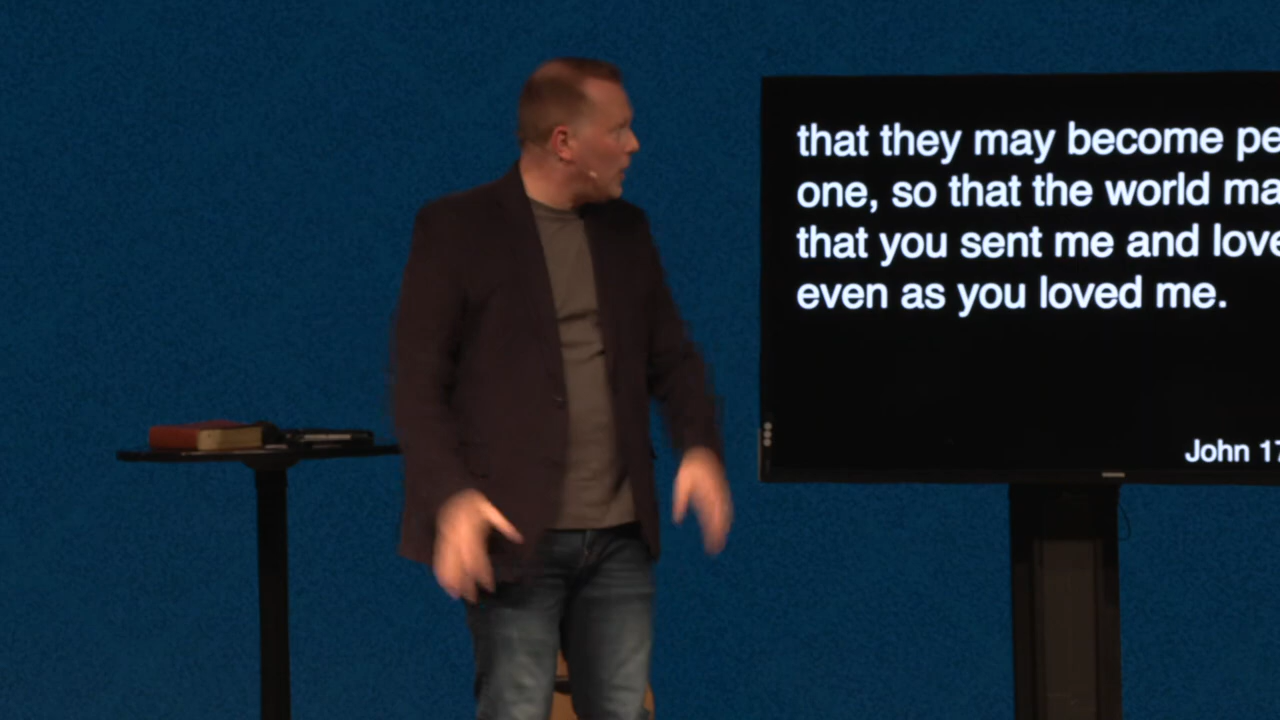 that they may become pe
one, so that the world ma
that you sent me and love
even as you loved me.
John 17